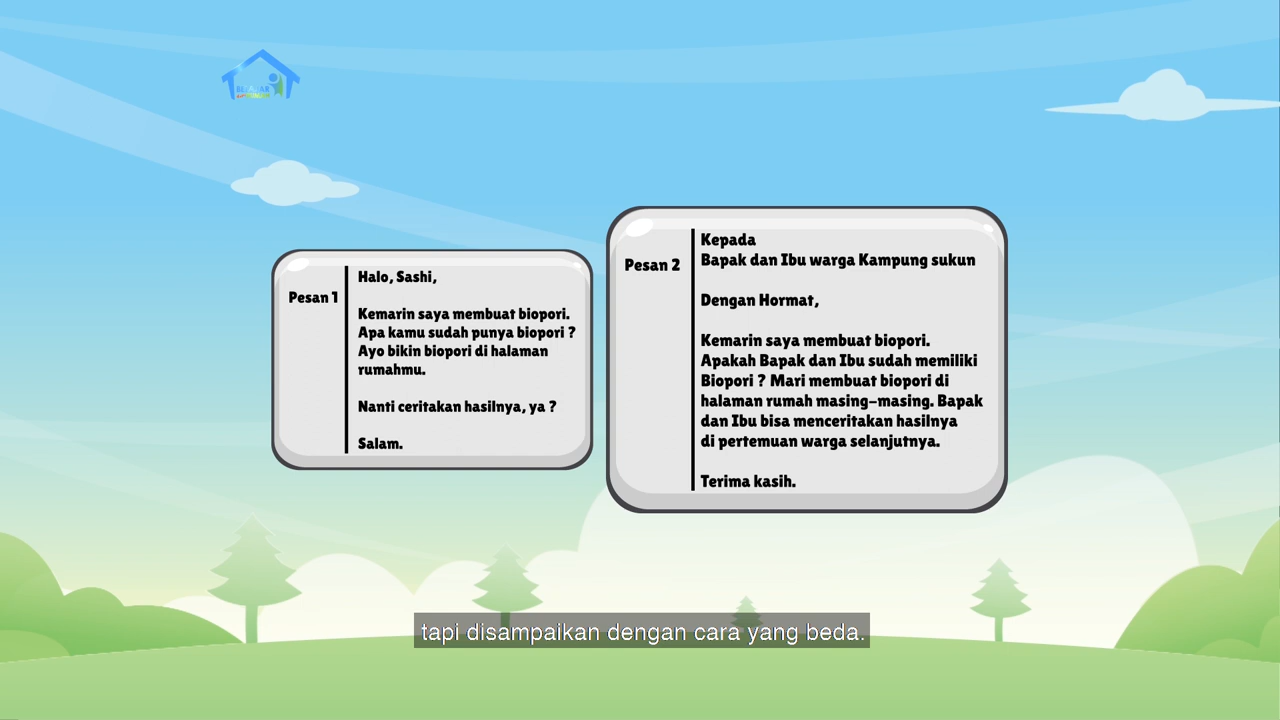 BELAJAR
Pesan 1
Halo, Sashi,
Kemarin saya membuat biopori.
Apa kamu sudah punya biopori ?
Ayo bikin biopori di halaman
rumahmu.
Nanti ceritakan hasilnya, ya ?
Salam.
Pesan 2
Kepada
Bapak dan Ibu warga Kampung sukun
Dengan Hormat,
Kemarin saya membuat biopori.
Apakah Bapak dan Ibu sudah memiliki
Biopori ? Mari membuat biopori di
halaman rumah masing-masing. Bapak
dan Ibu bisa menceritakan hasilnya
di pertemuan warga selanjutnya.
Terima kasih.
tapi disampaikan dengan cara yang beda.